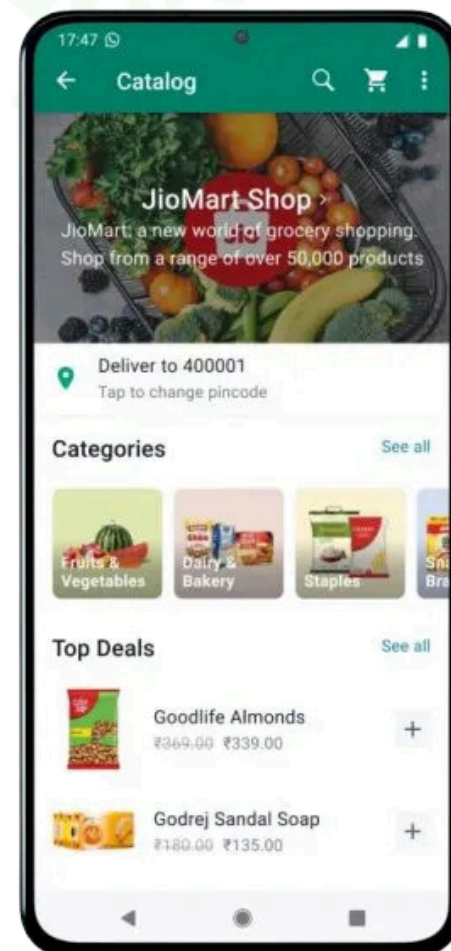 17:47
Catalog
JioMart Shop ›
Jio
JioMart: a new world of grocery shopping.
Shop from a range of over 50,000 products
Deliver to 400001
Tap to change pincode
Categories
See all
Fruits &
Vegetables
Dairy &
Bakery
Staples
Top Deals
See all
Goodlife Almonds
₹369.00 ₹339.00
+
Godrej Sandal Soap
₹180.00 ₹135.00
+